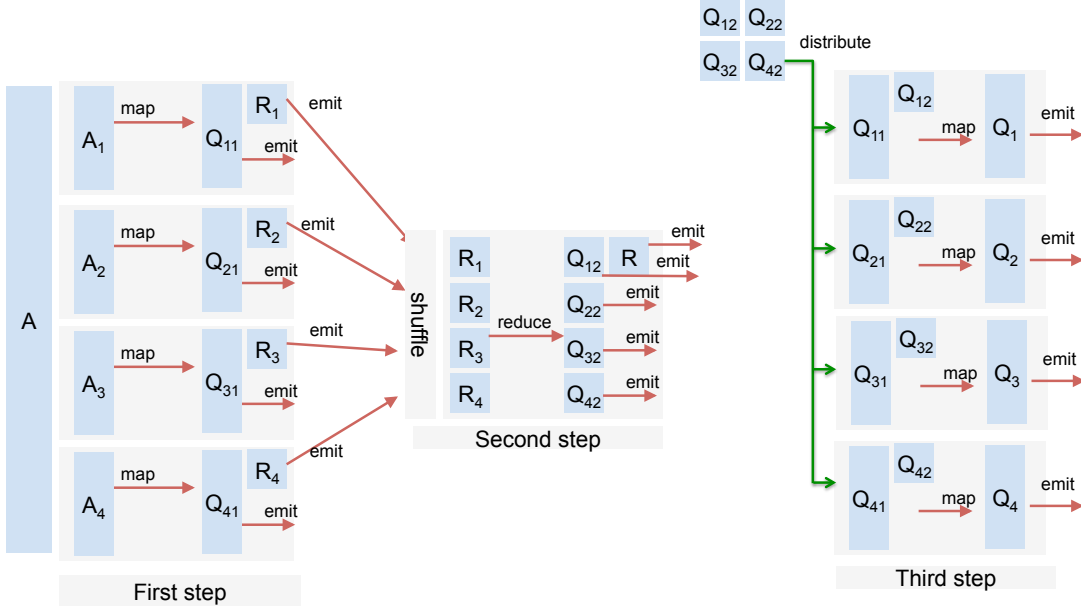 A
A1
map
Q11
R1
emit
emit
A2
map
Q21
R2
emit
emit
A3
map
Q31
R3
emit
emit
A4
map
Q41
R4
emit
emit
First step
shuffle
R1
R2
R3
R4
reduce
Q12
R
emit
emit
Q22
emit
Q32
emit
Q42
emit
Second step
Q12 Q22
Q32 Q42
distribute
Q11
Q12
map
Q1
emit
Q21
Q22
map
Q2
emit
Q31
Q32
map
Q3
emit
Q41
Q42
map
Q4
emit
Third step